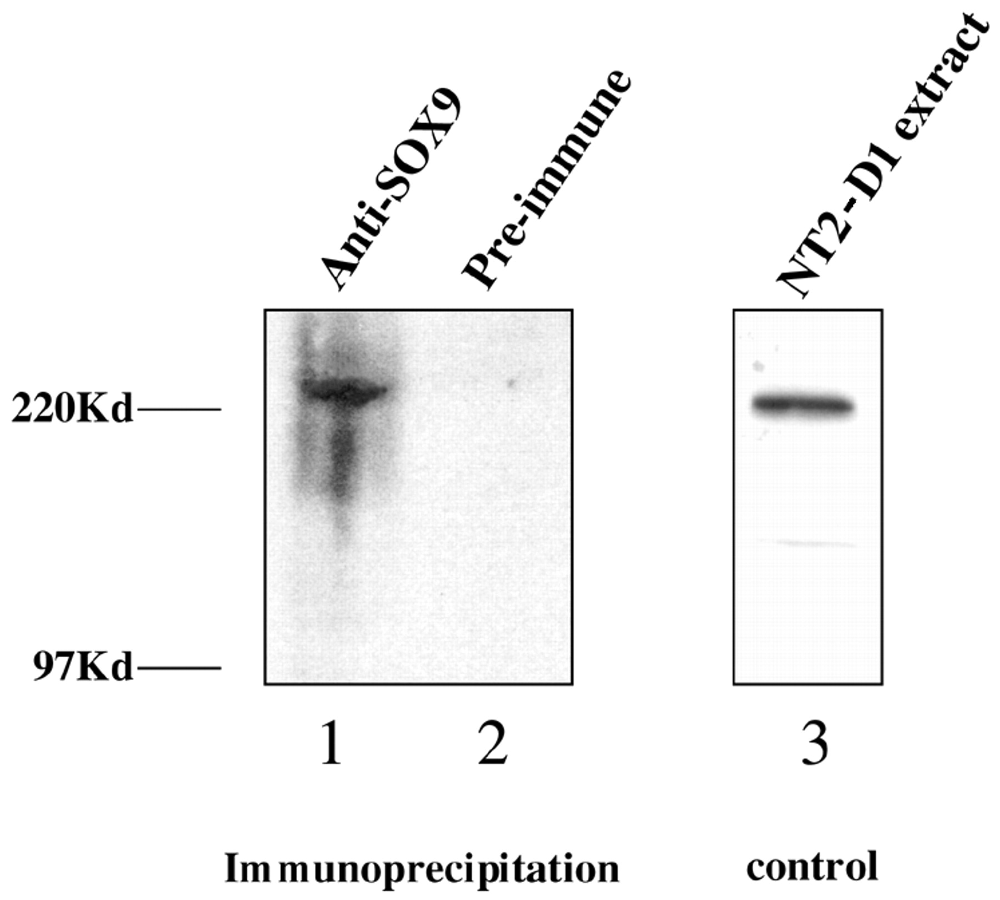 Anti-SOX9
Pre-immune
NT2-D1 extract
220Kd
97Kd
1 2 3
Immunoprecipitation control